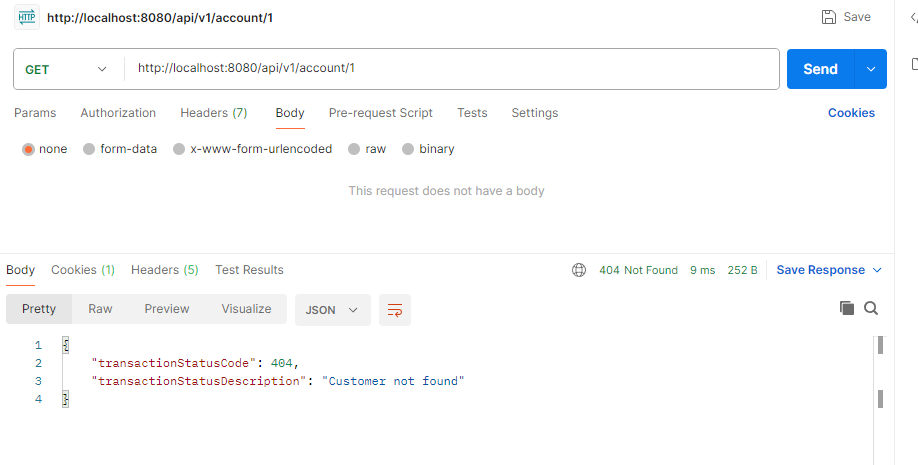 HTTP http://localhost:8080/api/v1/account/1 Save
GET http://localhost:8080/api/v1/account/1 Send
Params Authorization Headers (7) Body Pre-request Script Tests Settings Cookies
none form-data x-www-form-urlencoded raw binary
This request does not have a body
Body Cookies (1) Headers (5) Test Results 404 Not Found 9 ms 252 B Save Response
Pretty Raw Preview Visualize JSON
1 {
2 "transactionStatusCode": 404,
3 "transactionStatusDescription": "Customer not found"
4 }